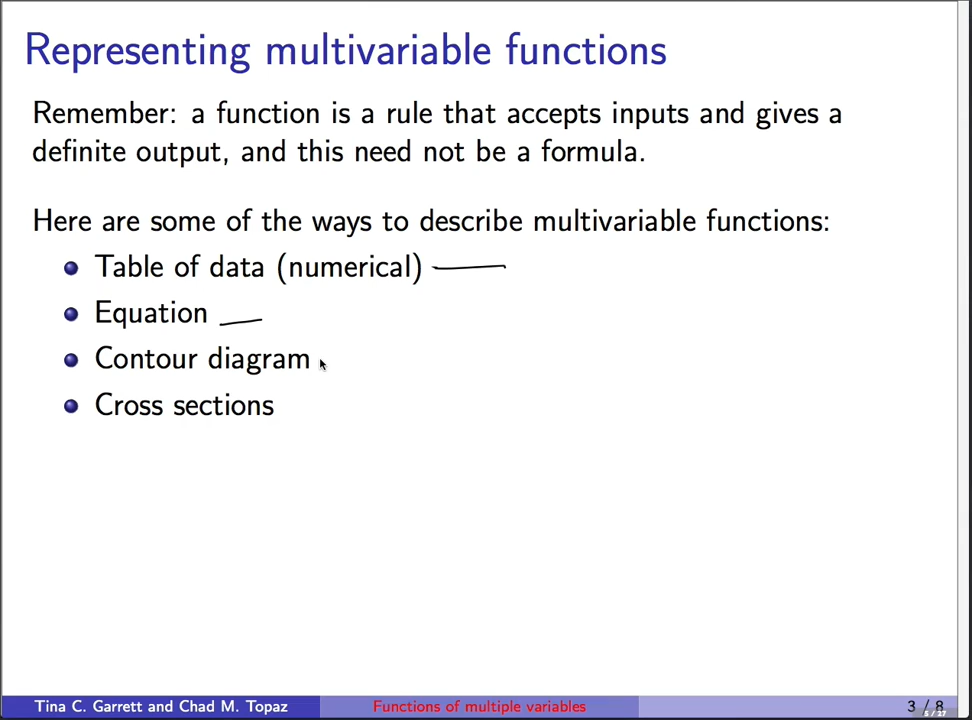 Representing multivariable functions
Remember: a function is a rule that accepts inputs and gives a
definite output, and this need not be a formula.
Here are some of the ways to describe multivariable functions:
Table of data (numerical)
Equation
Contour diagram
Cross sections
Tina C. Garrett and Chad M. Topaz
Functions of multiple variables
3 / 8